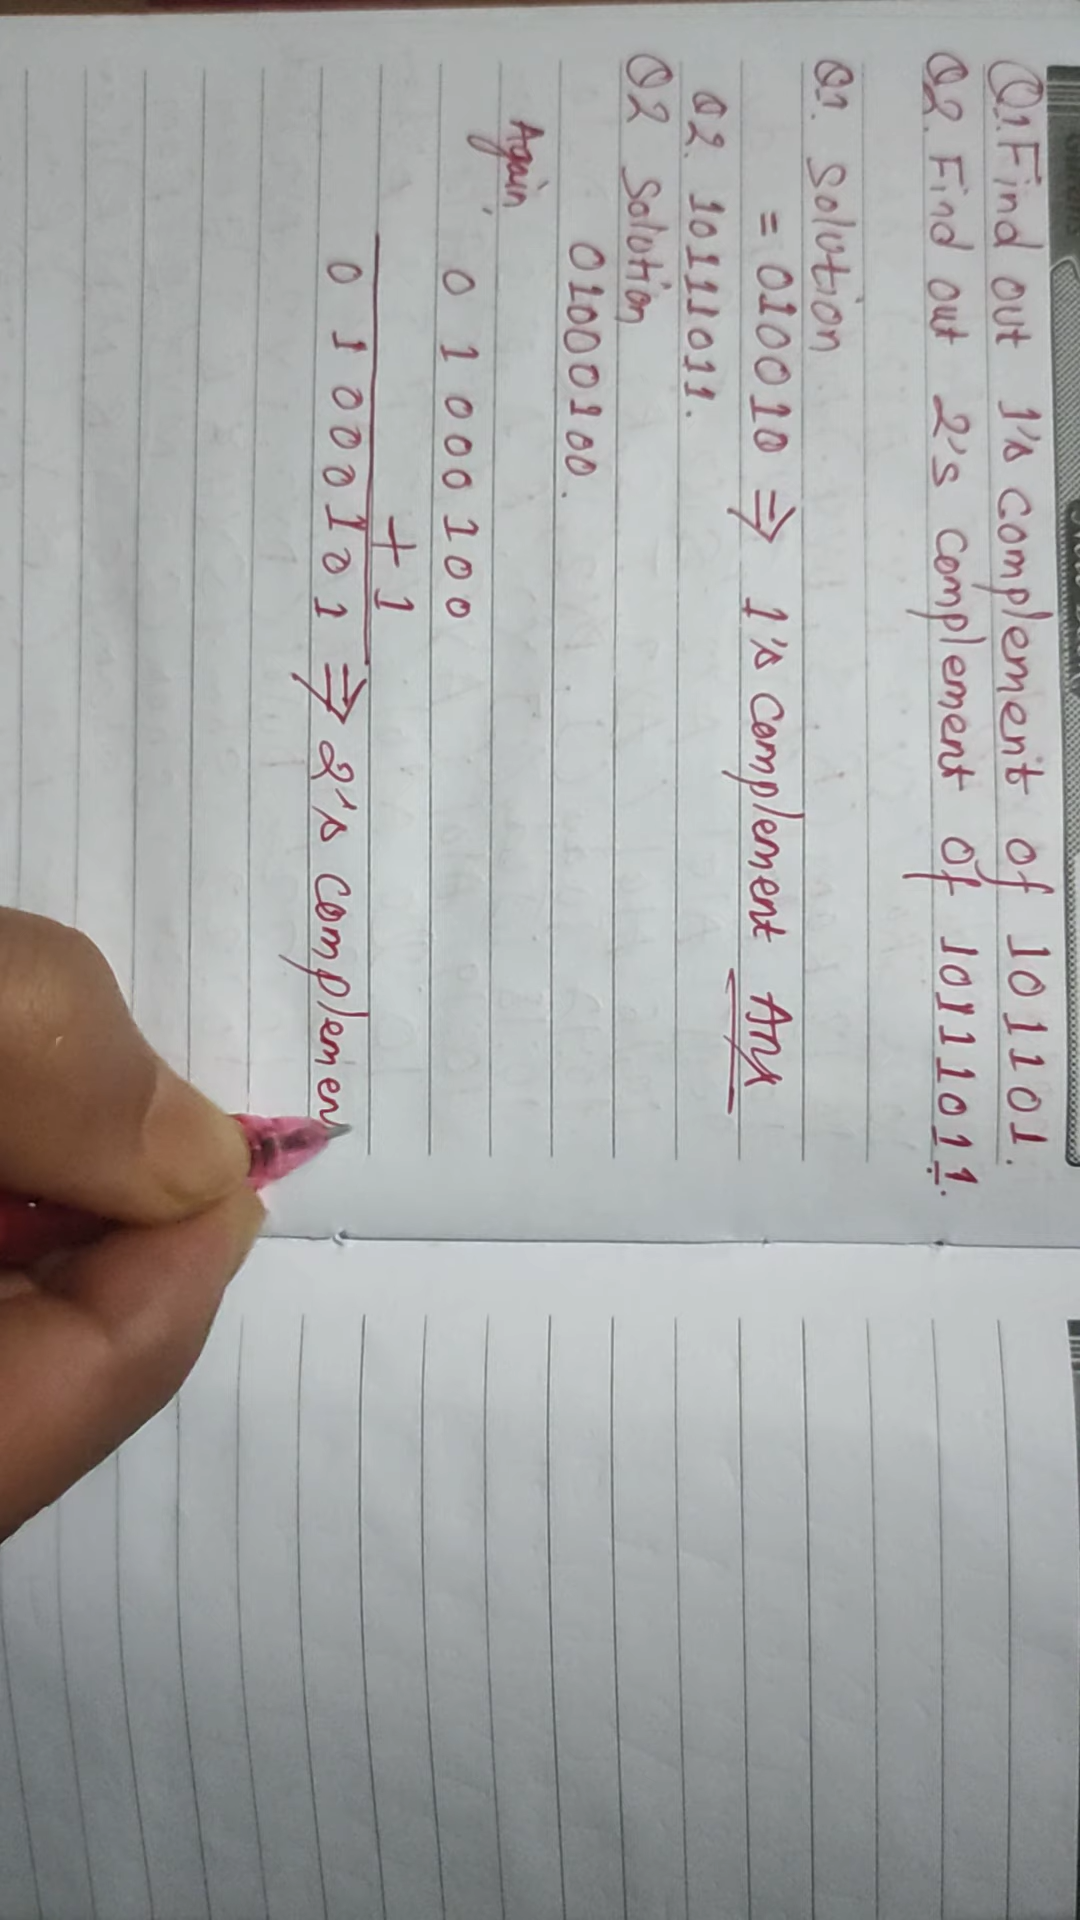 Q1. Find out 1's complement of 101101.
Q2. Find out 2's complement of 10111011.
Q1. Solution
= 010010 ⇒ 1's complement Ans
Q2. 10111011.
Q2 Solution
01000100.
Again,
0 1 0 0 0 1 0 0
+ 1
0 1 0 0 0 1 0 1 ⇒ 2's complemen